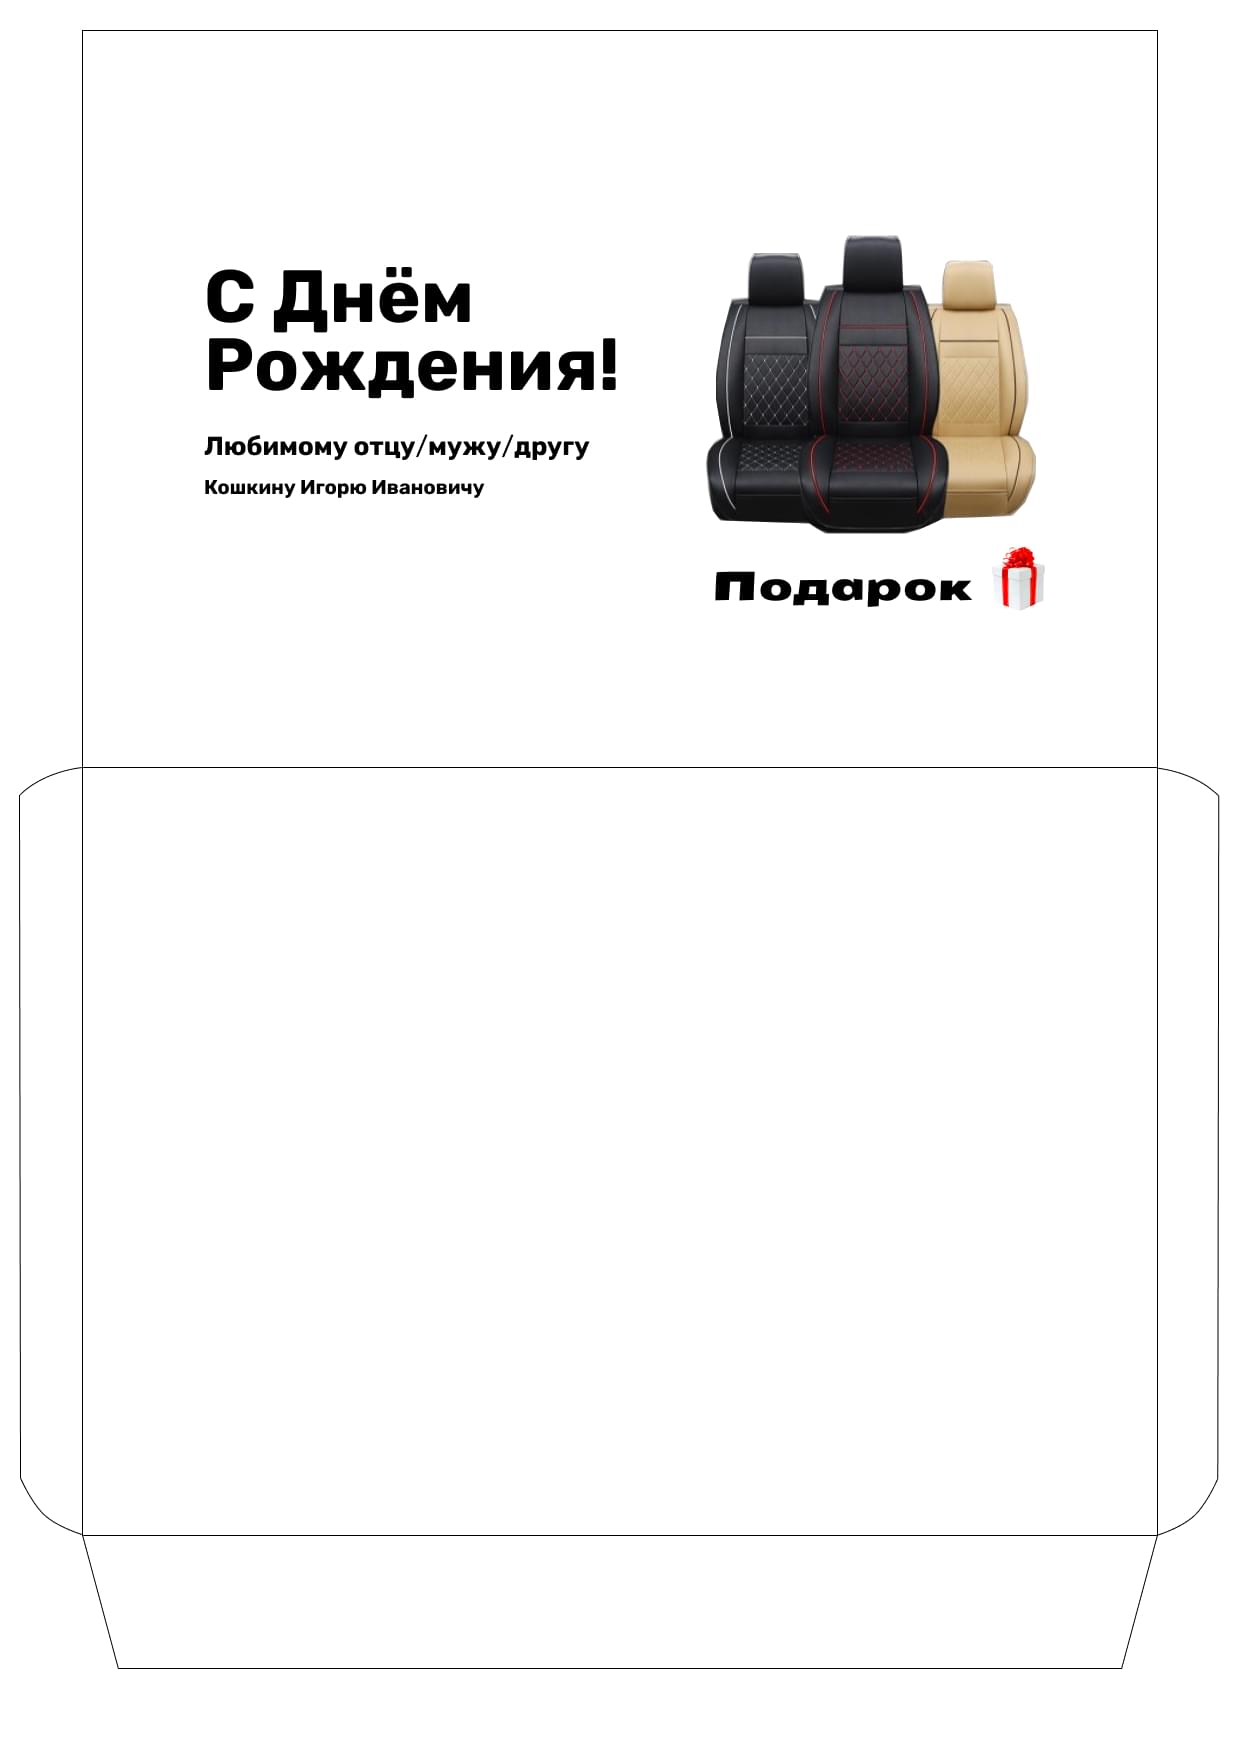 С Днём
Рождения!
Любимому отцу/мужу/другу
Кошкину Игорю Ивановичу
Подарок